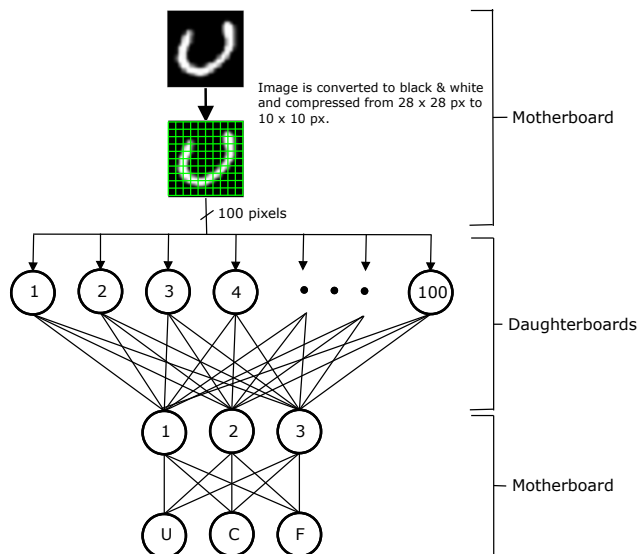 Image is converted to black & white
and compressed from 28 x 28 px to
10 x 10 px.
Motherboard
100 pixels
1 2 3 4 • • • 100
Daughterboards
1 2 3
Motherboard
U C F